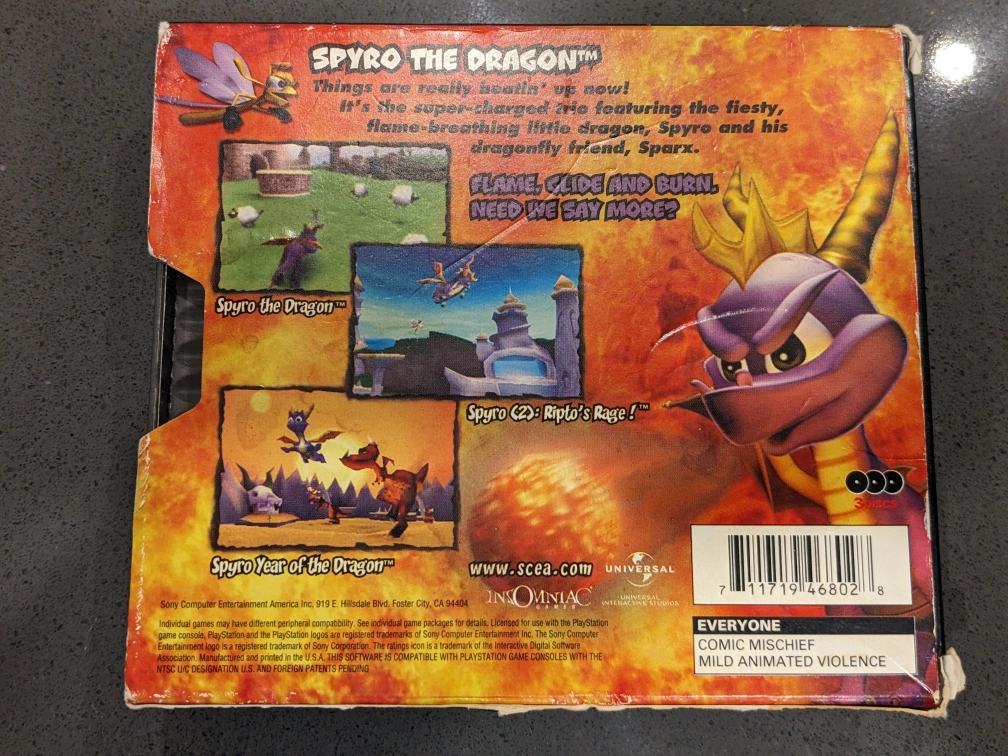 SPYRO THE DRAGON™
Things are really heatin' up now!
It's the super-charged trio featuring the fiesty,
flame-breathing little dragon, Spyro and his
dragonfly friend, Sparx.
FLAME, GLIDE AND BURN.
NEED WE SAY MORE?
Spyro the Dragon™
Spyro (2): Ripto's Rage!™
Spyro Year of the Dragon™
3 Discs
www.scea.com
UNIVERSAL
INSOMNIAC
GAMES
UNIVERSAL
INTERACTIVE STUDIOS
7 11719 46802 8
EVERYONE
COMIC MISCHIEF
MILD ANIMATED VIOLENCE
Sony Computer Entertainment America Inc. 919 E. Hillsdale Blvd. Foster City, CA 94404
Individual games may have different peripheral compatibility. See individual game packages for details. Licensed for use with the PlayStation
game console, PlayStation and the PlayStation logos are registered trademarks of Sony Computer Entertainment Inc. The Sony Computer
Entertainment logo is a registered trademark of Sony Corporation. The ratings icon is a trademark of the Interactive Digital Software
Association. Manufactured and printed in the U.S.A. THIS SOFTWARE IS COMPATIBLE WITH PLAYSTATION GAME CONSOLES WITH THE
NTSC U/C DESIGNATION U.S. AND FOREIGN PATENTS PENDING